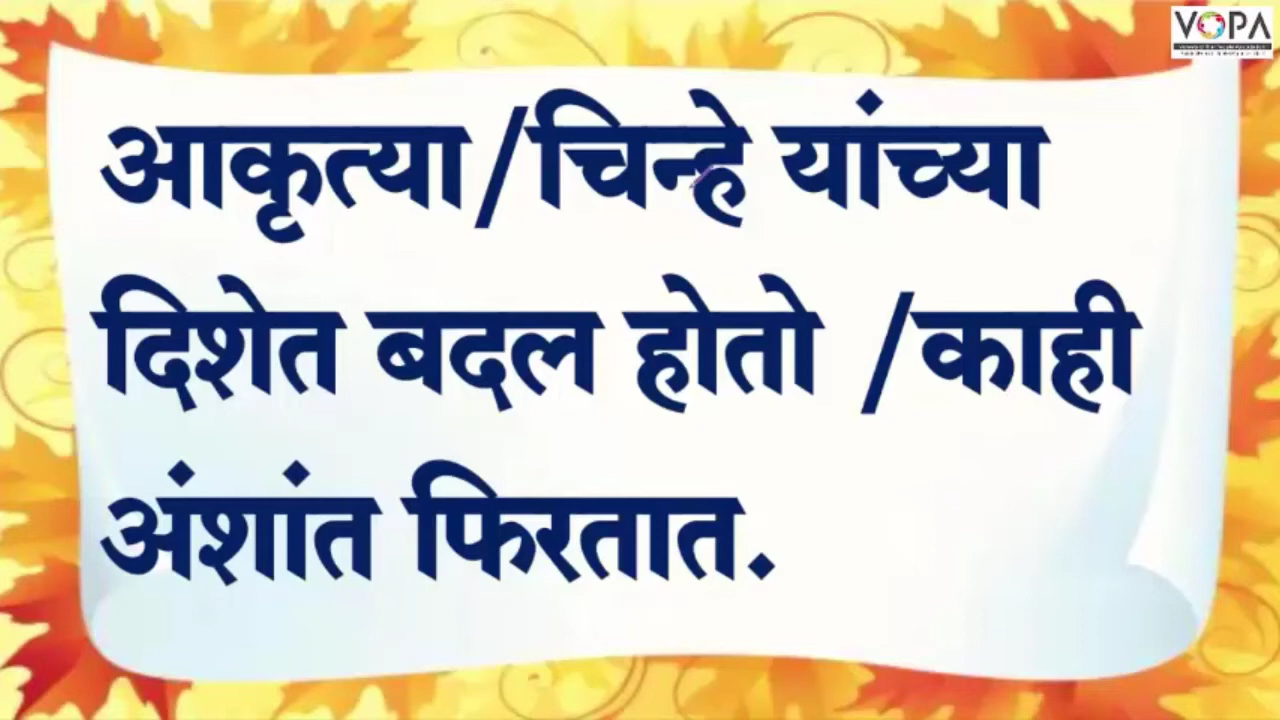 VOPA
आकृत्या/चिन्हे यांच्या
दिशेत बदल होतो /काही
अंशांत फिरतात.